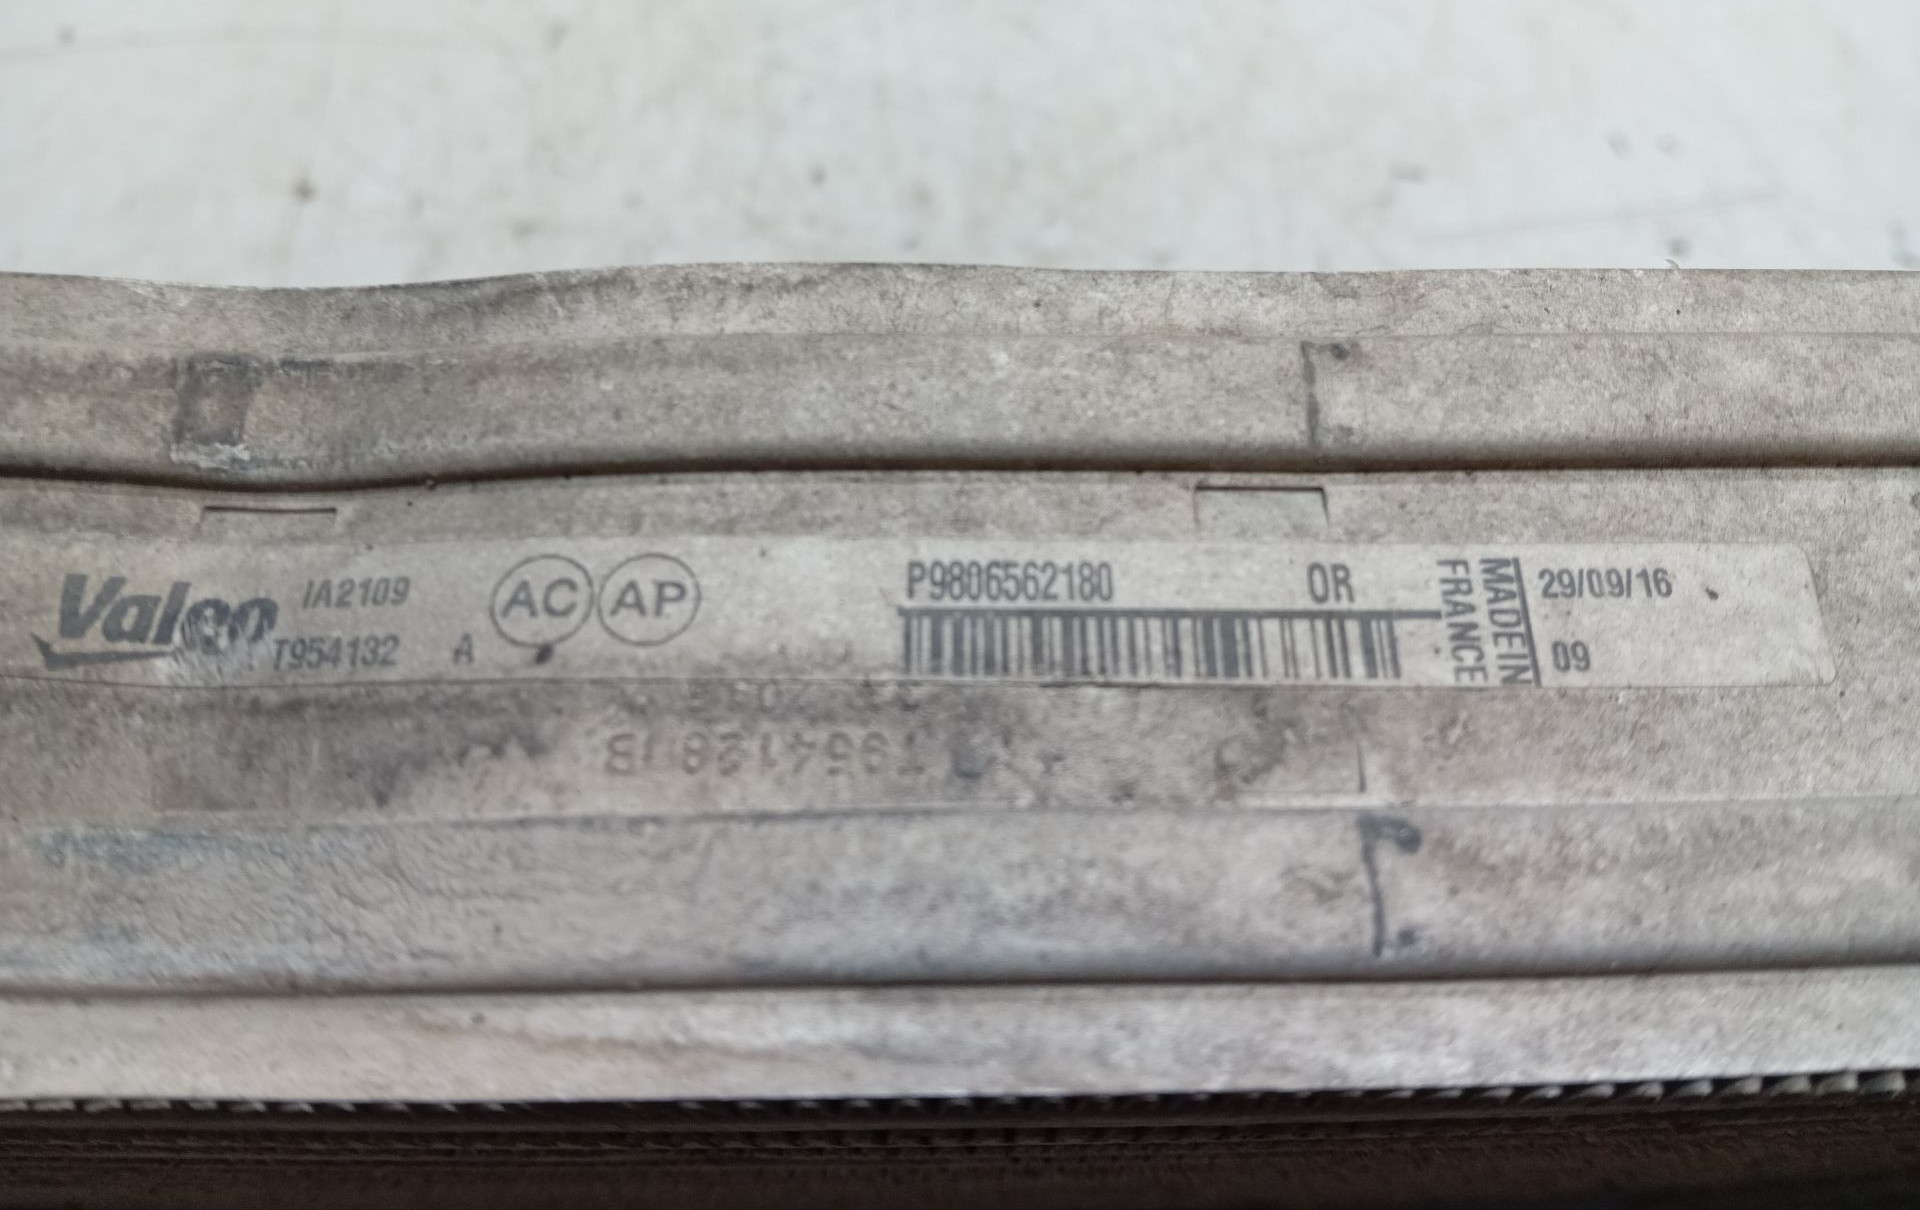 Valeo IA2109 AC AP P9806562180 OR MADE IN FRANCE 29/09/16
T954132 A 09
T954128 B